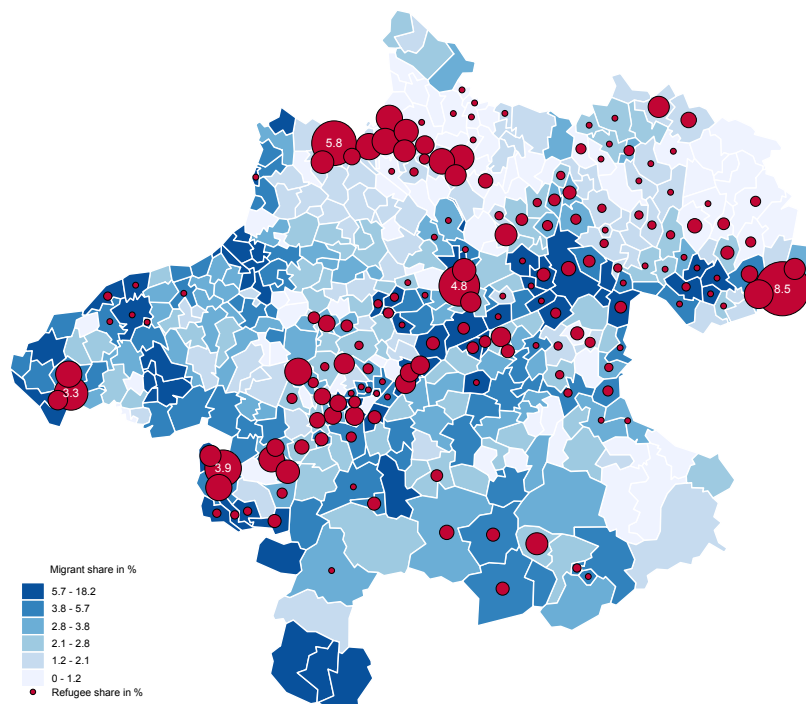 5.8
4.8
8.5
3.3
3.9
Migrant share in %
5.7 - 18.2
3.8 - 5.7
2.8 - 3.8
2.1 - 2.8
1.2 - 2.1
0 - 1.2
Refugee share in %